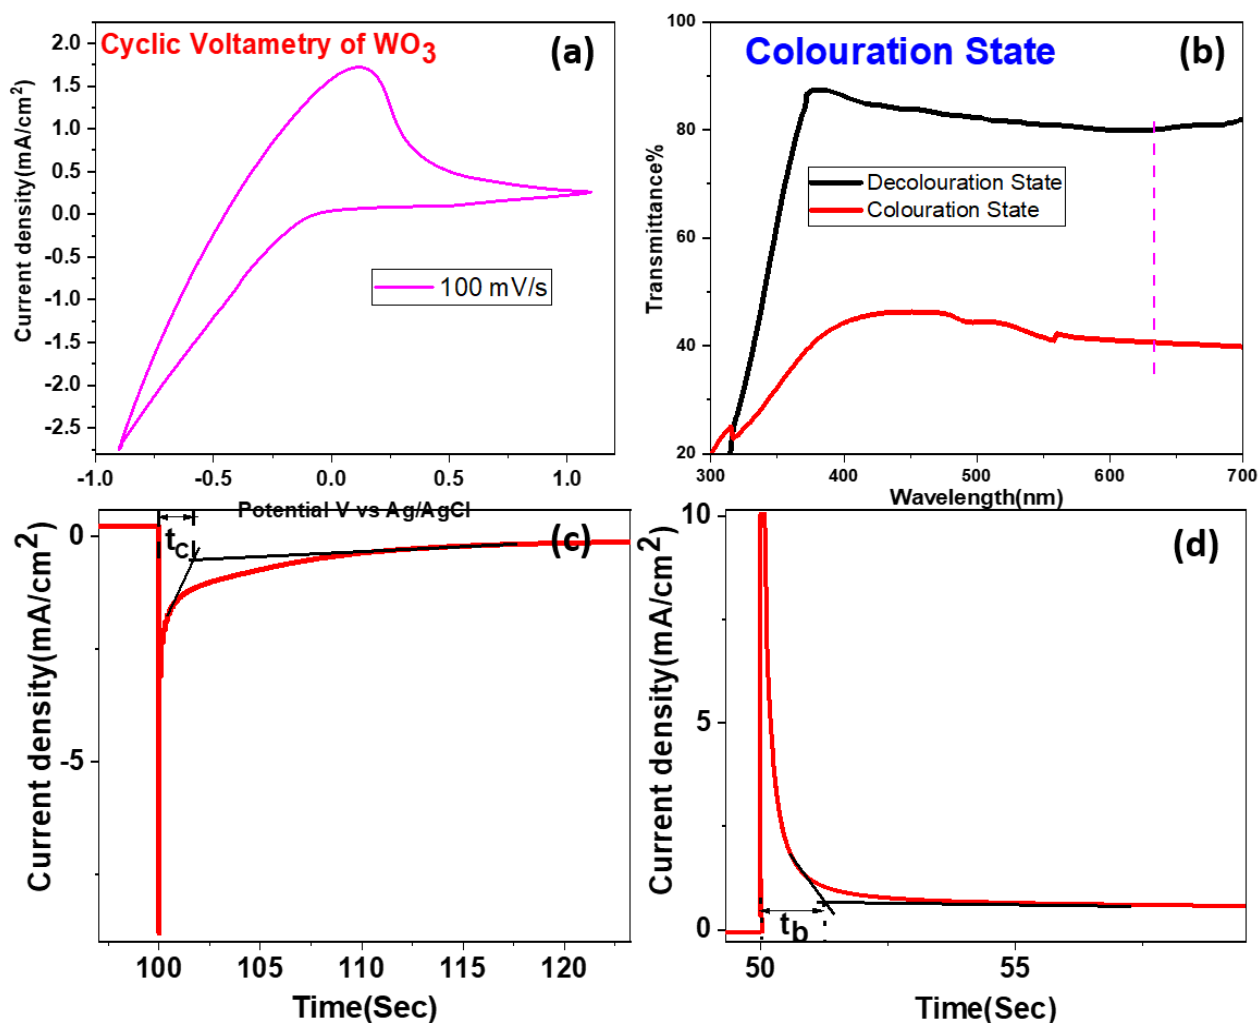 Cyclic Voltametry of WO3
(a)
2.0
1.5
1.0
0.5
0.0
-0.5
-1.0
-1.5
-2.0
-2.5
Current density(mA/cm2)
100 mV/s
-1.0 -0.5 0.0 0.5 1.0
Potential V vs Ag/AgCl
Colouration State
(b)
100
80
60
40
20
Transmittance%
Decolouration State
Colouration State
300 400 500 600 700
Wavelength(nm)
(c)
tc
0
-5
Current density(mA/cm2)
100 105 110 115 120
Time(Sec)
(d)
10
5
0
Current density(mA/cm2)
tb
50 55
Time(Sec)